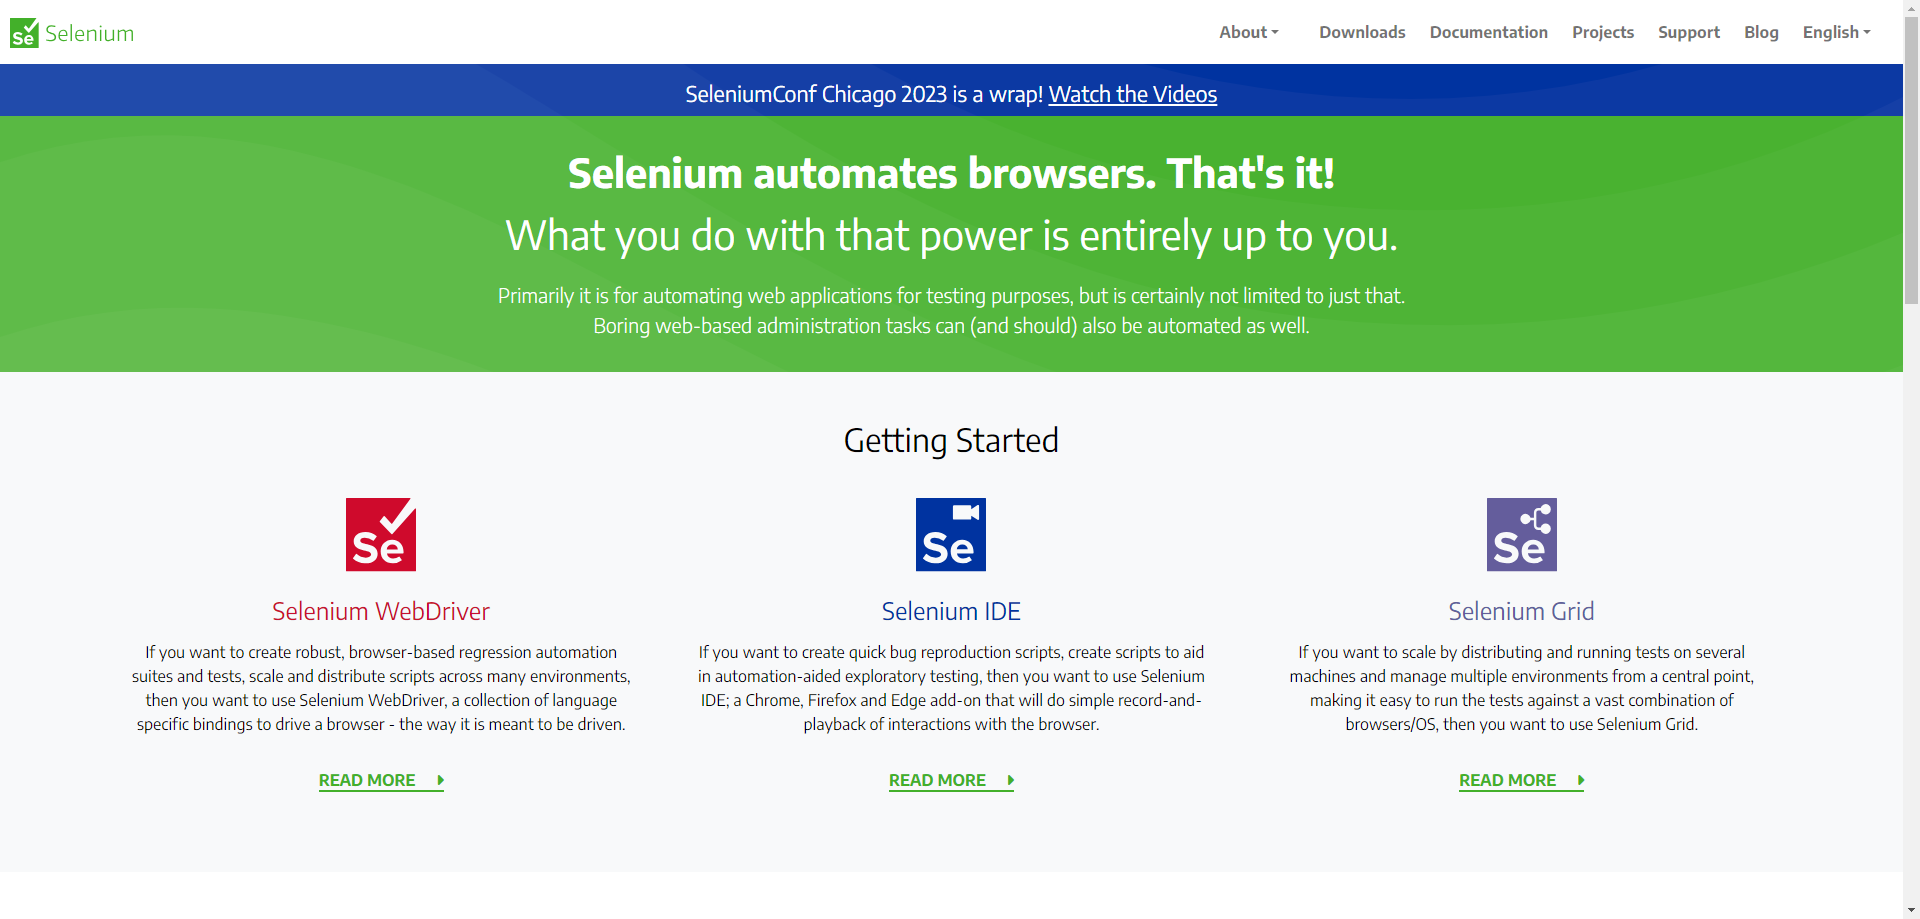 Se Selenium
About Downloads Documentation Projects Support Blog English
SeleniumConf Chicago 2023 is a wrap! Watch the Videos
Selenium automates browsers. That's it!
What you do with that power is entirely up to you.
Primarily it is for automating web applications for testing purposes, but is certainly not limited to just that.
Boring web-based administration tasks can (and should) also be automated as well.
Getting Started
Se
Selenium WebDriver
If you want to create robust, browser-based regression automation
suites and tests, scale and distribute scripts across many environments,
then you want to use Selenium WebDriver, a collection of language
specific bindings to drive a browser - the way it is meant to be driven.
READ MORE
Se
Selenium IDE
If you want to create quick bug reproduction scripts, create scripts to aid
in automation-aided exploratory testing, then you want to use Selenium
IDE; a Chrome, Firefox and Edge add-on that will do simple record-and-
playback of interactions with the browser.
READ MORE
Se
Selenium Grid
If you want to scale by distributing and running tests on several
machines and manage multiple environments from a central point,
making it easy to run the tests against a vast combination of
browsers/OS, then you want to use Selenium Grid.
READ MORE